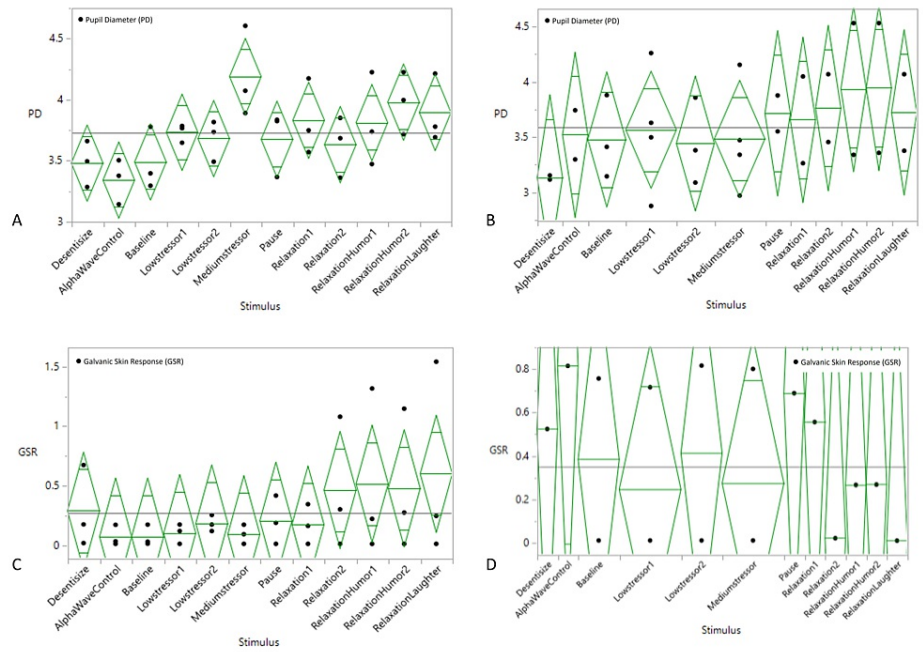 Pupil Diameter (PD)
4.5
4
3.5
3
PD
A
Desentisize
AlphaWaveControl
Baseline
Lowstressor1
Lowstressor2
Mediumstressor
Pause
Relaxation1
Relaxation2
RelaxationHumor1
RelaxationHumor2
RelaxationLaughter
Stimulus
Pupil Diameter (PD)
4.5
4
3.5
3
PD
B
Desentisize
AlphaWaveControl
Baseline
Lowstressor1
Lowstressor2
Mediumstressor
Pause
Relaxation1
Relaxation2
RelaxationHumor1
RelaxationHumor2
RelaxationLaughter
Stimulus
Galvanic Skin Response (GSR)
1.5
1
0.5
0
GSR
C
Desentisize
AlphaWaveControl
Baseline
Lowstressor1
Lowstressor2
Mediumstressor
Pause
Relaxation1
Relaxation2
RelaxationHumor1
RelaxationHumor2
RelaxationLaughter
Stimulus
Galvanic Skin Response (GSR)
0.8
0.6
0.4
0.2
0
GSR
D
Desentisize
AlphaWaveControl
Baseline
Lowstressor1
Lowstressor2
Mediumstressor
Pause
Relaxation1
Relaxation2
RelaxationHumor1
RelaxationHumor2
RelaxationLaughter
Stimulus